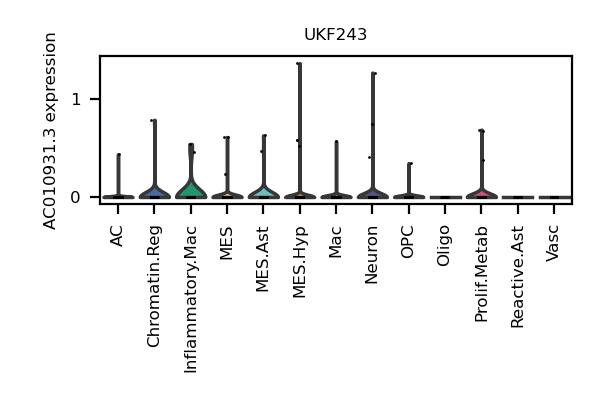 UKF243
AC010931.3 expression
1
0
AC
Chromatin.Reg
Inflammatory.Mac
MES
MES.Ast
MES.Hyp
Mac
Neuron
OPC
Oligo
Prolif.Metab
Reactive.Ast
Vasc